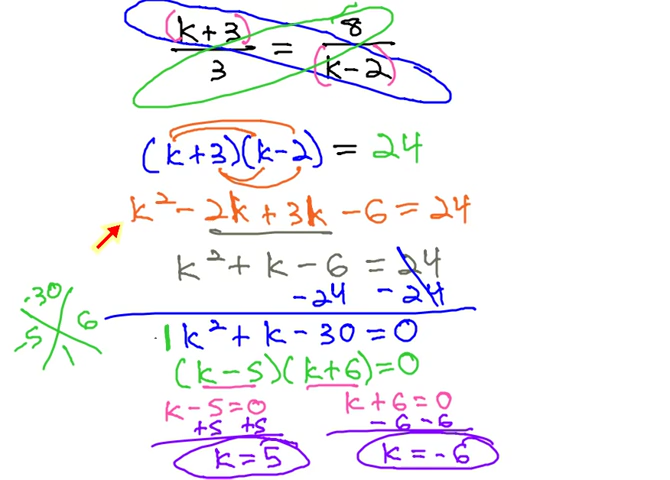 (k+3) / 3 = 8 / (k-2)
(k+3)(k-2) = 24
k² - 2k + 3k - 6 = 24
k² + k - 6 = 24
-24 -24
-30
-5 6
1
1k² + k - 30 = 0
(k-5)(k+6)=0
k-5=0 k+6=0
+5 +5 -6 -6
k=5 k=-6